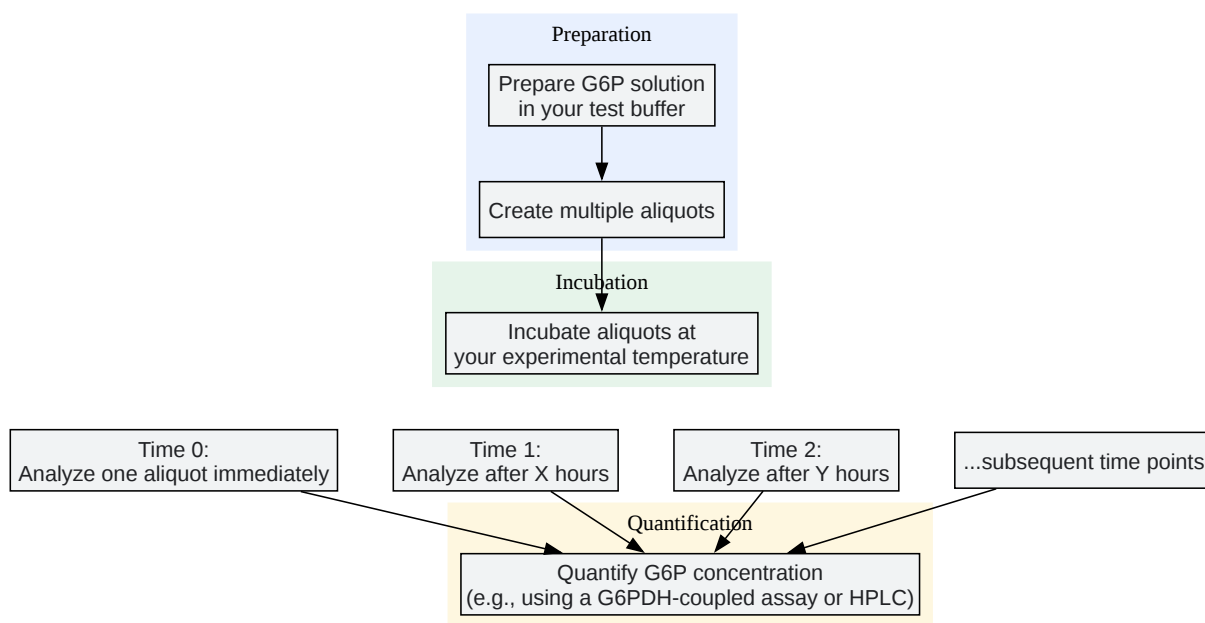 Preparation
Prepare G6P solution
in your test buffer
Create multiple aliquots
Incubation
Incubate aliquots at
your experimental temperature
Time 0:
Analyze one aliquot immediately
Time 1:
Analyze after X hours
Time 2:
Analyze after Y hours
...subsequent time points
Quantification
Quantify G6P concentration
(e.g., using a G6PDH-coupled assay or HPLC)